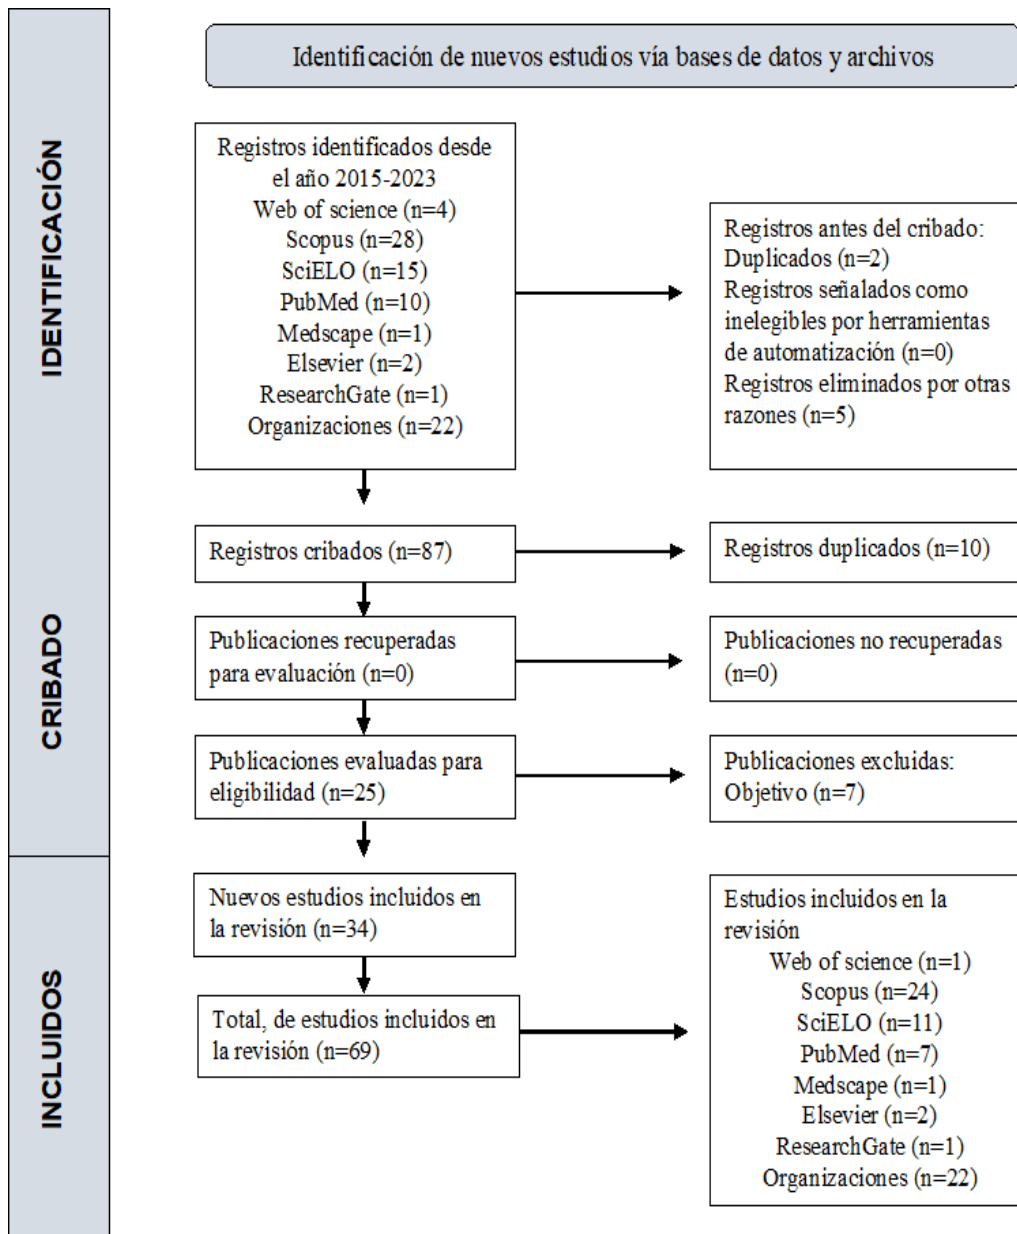 Identificación de nuevos estudios vía bases de datos y archivos
IDENTIFICACIÓN
Registros identificados desde
el año 2015-2023
Web of science (n=4)
Scopus (n=28)
SciELO (n=15)
PubMed (n=10)
Medscape (n=1)
Elsevier (n=2)
ResearchGate (n=1)
Organizaciones (n=22)
Registros antes del cribado:
Duplicados (n=2)
Registros señalados como
inelegibles por herramientas
de automatización (n=0)
Registros eliminados por otras
razones (n=5)
CRIBADO
Registros cribados (n=87)
Registros duplicados (n=10)
Publicaciones recuperadas
para evaluación (n=0)
Publicaciones no recuperadas
(n=0)
Publicaciones evaluadas para
eligibilidad (n=25)
Publicaciones excluidas:
Objetivo (n=7)
INCLUIDOS
Nuevos estudios incluidos en
la revisión (n=34)
Total, de estudios incluidos en
la revisión (n=69)
Estudios incluidos en la
revisión
Web of science (n=1)
Scopus (n=24)
SciELO (n=11)
PubMed (n=7)
Medscape (n=1)
Elsevier (n=2)
ResearchGate (n=1)
Organizaciones (n=22)